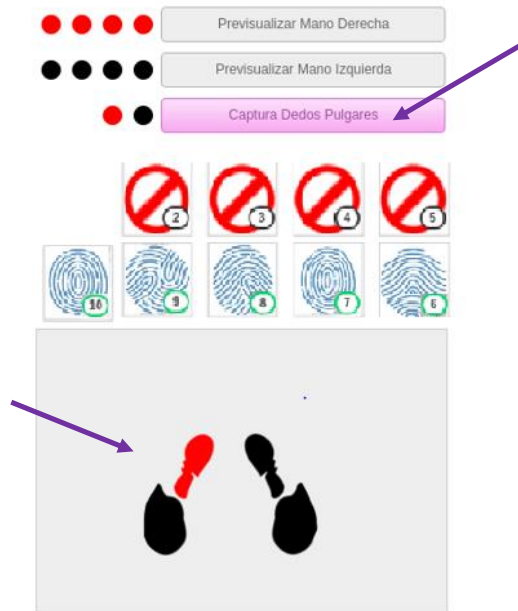 Previsualizar Mano Derecha
Previsualizar Mano Izquierda
Captura Dedos Pulgares
2 3 4 5
10 9 8 7 6